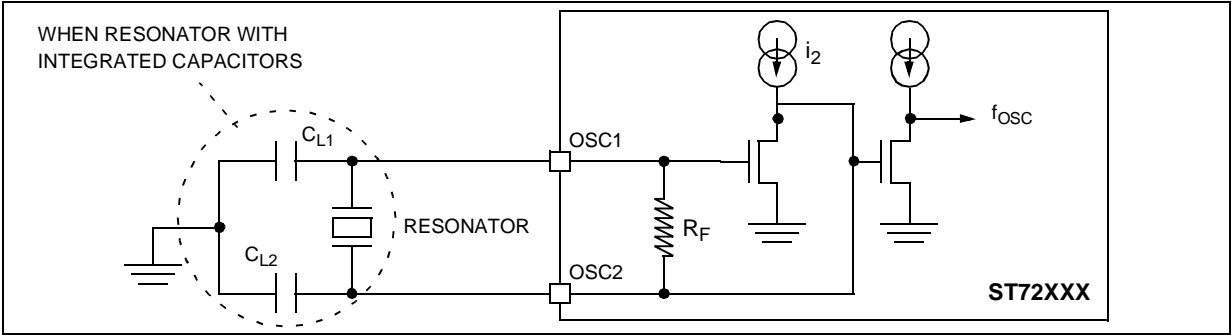 WHEN RESONATOR WITH
INTEGRATED CAPACITORS
CL1
CL2
RESONATOR
OSC1
OSC2
RF
i2
fOSC
ST72XXX